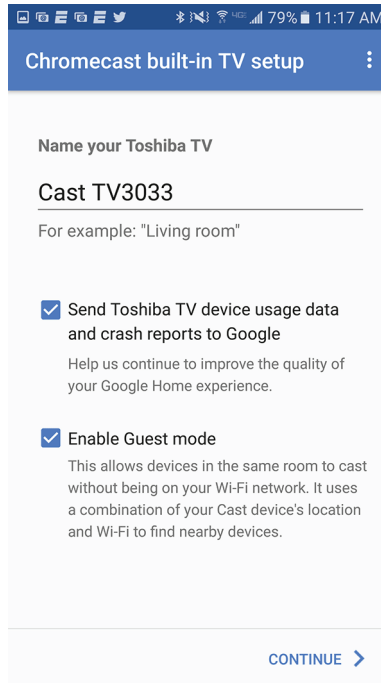 79% 11:17 AM
Chromecast built-in TV setup
Name your Toshiba TV
Cast TV3033
For example: "Living room"
Send Toshiba TV device usage data
and crash reports to Google
Help us continue to improve the quality of
your Google Home experience.
Enable Guest mode
This allows devices in the same room to cast
without being on your Wi-Fi network. It uses
a combination of your Cast device's location
and Wi-Fi to find nearby devices.
CONTINUE